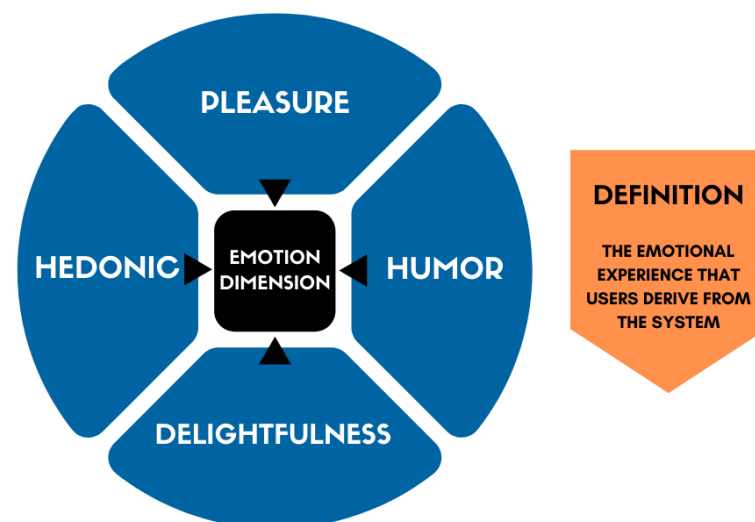 PLEASURE
HEDONIC
EMOTION
DIMENSION
HUMOR
DELIGHTFULNESS
DEFINITION
THE EMOTIONAL
EXPERIENCE THAT
USERS DERIVE FROM
THE SYSTEM